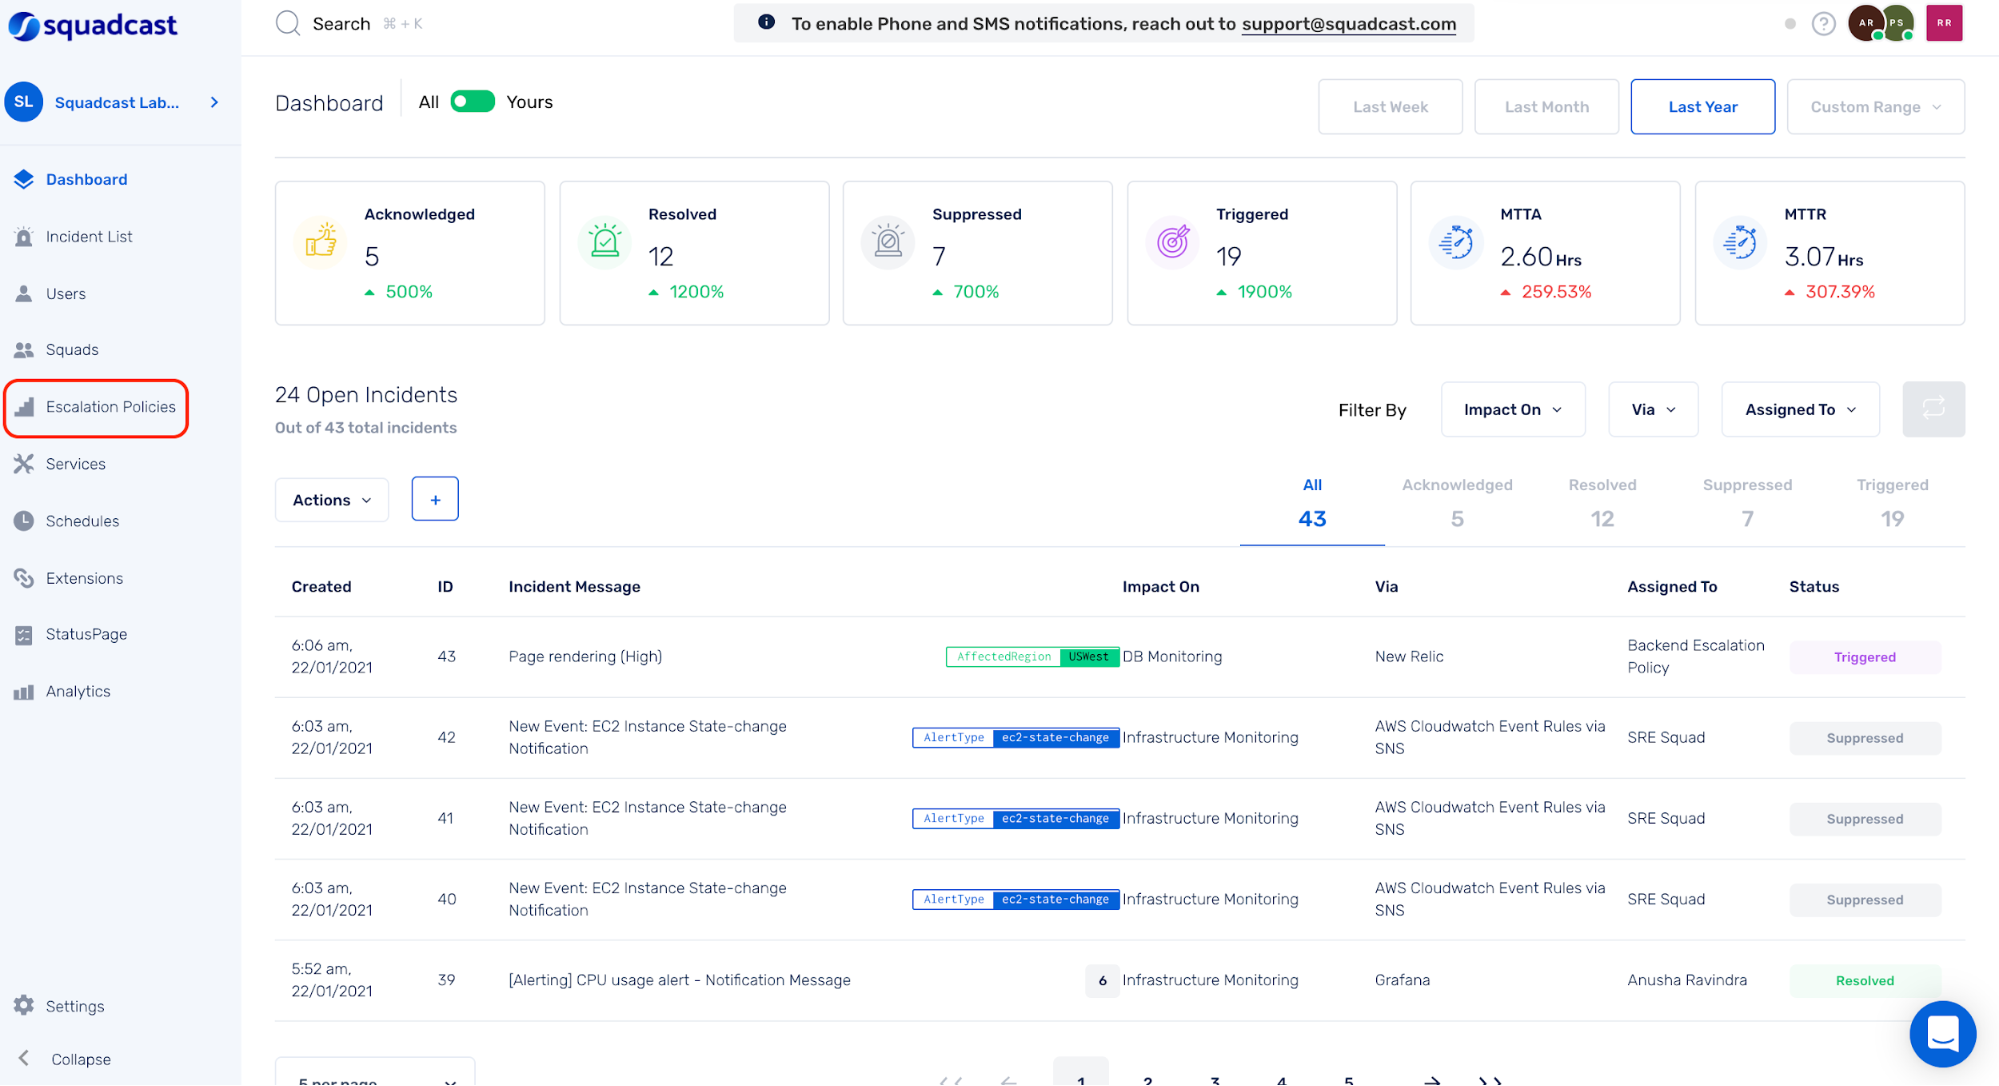 squadcast
Search ⌘ + K
To enable Phone and SMS notifications, reach out to support@squadcast.com
AR
PS
RR
SL
Squadcast Lab...
Dashboard
Incident List
Users
Squads
Escalation Policies
Services
Schedules
Extensions
StatusPage
Analytics
Settings
Collapse
Dashboard All Yours
Last Week Last Month Last Year Custom Range
Acknowledged
5
500%
Resolved
12
1200%
Suppressed
7
700%
Triggered
19
1900%
MTTA
2.60 Hrs
259.53%
MTTR
3.07 Hrs
307.39%
24 Open Incidents
Out of 43 total incidents
Filter By Impact On Via Assigned To
Actions +
All Acknowledged Resolved Suppressed Triggered
43 5 12 7 19
Created ID Incident Message Impact On Via Assigned To Status
6:06 am,
22/01/2021
43
Page rendering (High)
AffectedRegion USWest
DB Monitoring
New Relic
Backend Escalation
Policy
Triggered
6:03 am,
22/01/2021
42
New Event: EC2 Instance State-change
Notification
AlertType ec2-state-change
Infrastructure Monitoring
AWS Cloudwatch Event Rules via
SNS
SRE Squad
Suppressed
6:03 am,
22/01/2021
41
New Event: EC2 Instance State-change
Notification
AlertType ec2-state-change
Infrastructure Monitoring
AWS Cloudwatch Event Rules via
SNS
SRE Squad
Suppressed
6:03 am,
22/01/2021
40
New Event: EC2 Instance State-change
Notification
AlertType ec2-state-change
Infrastructure Monitoring
AWS Cloudwatch Event Rules via
SNS
SRE Squad
Suppressed
5:52 am,
22/01/2021
39
[Alerting] CPU usage alert - Notification Message
6
Infrastructure Monitoring
Grafana
Anusha Ravindra
Resolved
5 per page
1 2 3 4 5